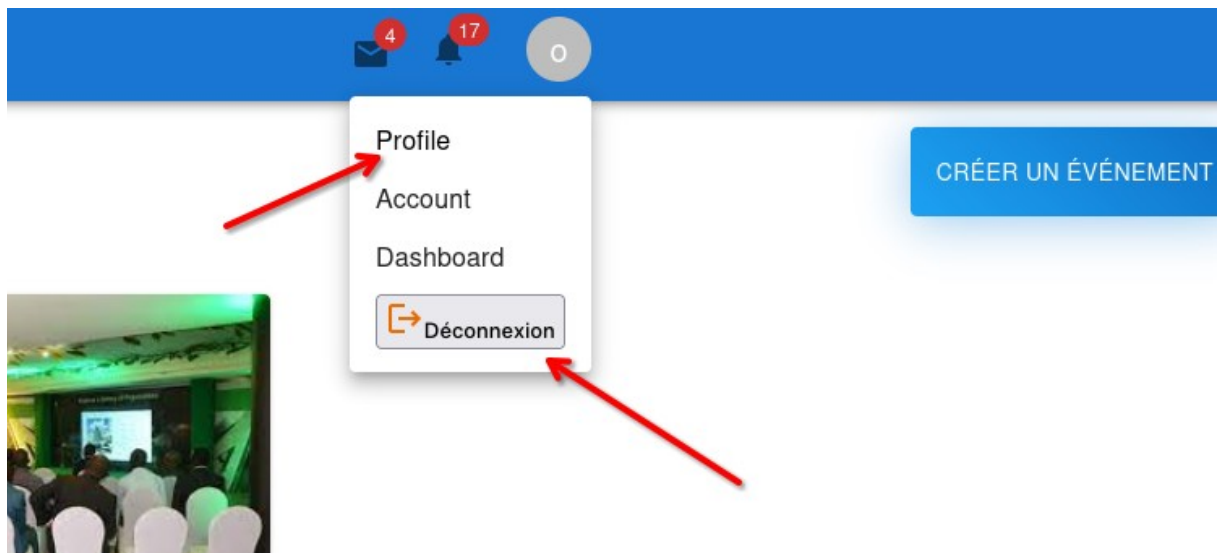 4
17
O
Profile
CRÉER UN ÉVÉNEMENT
Account
Dashboard
Déconnexion